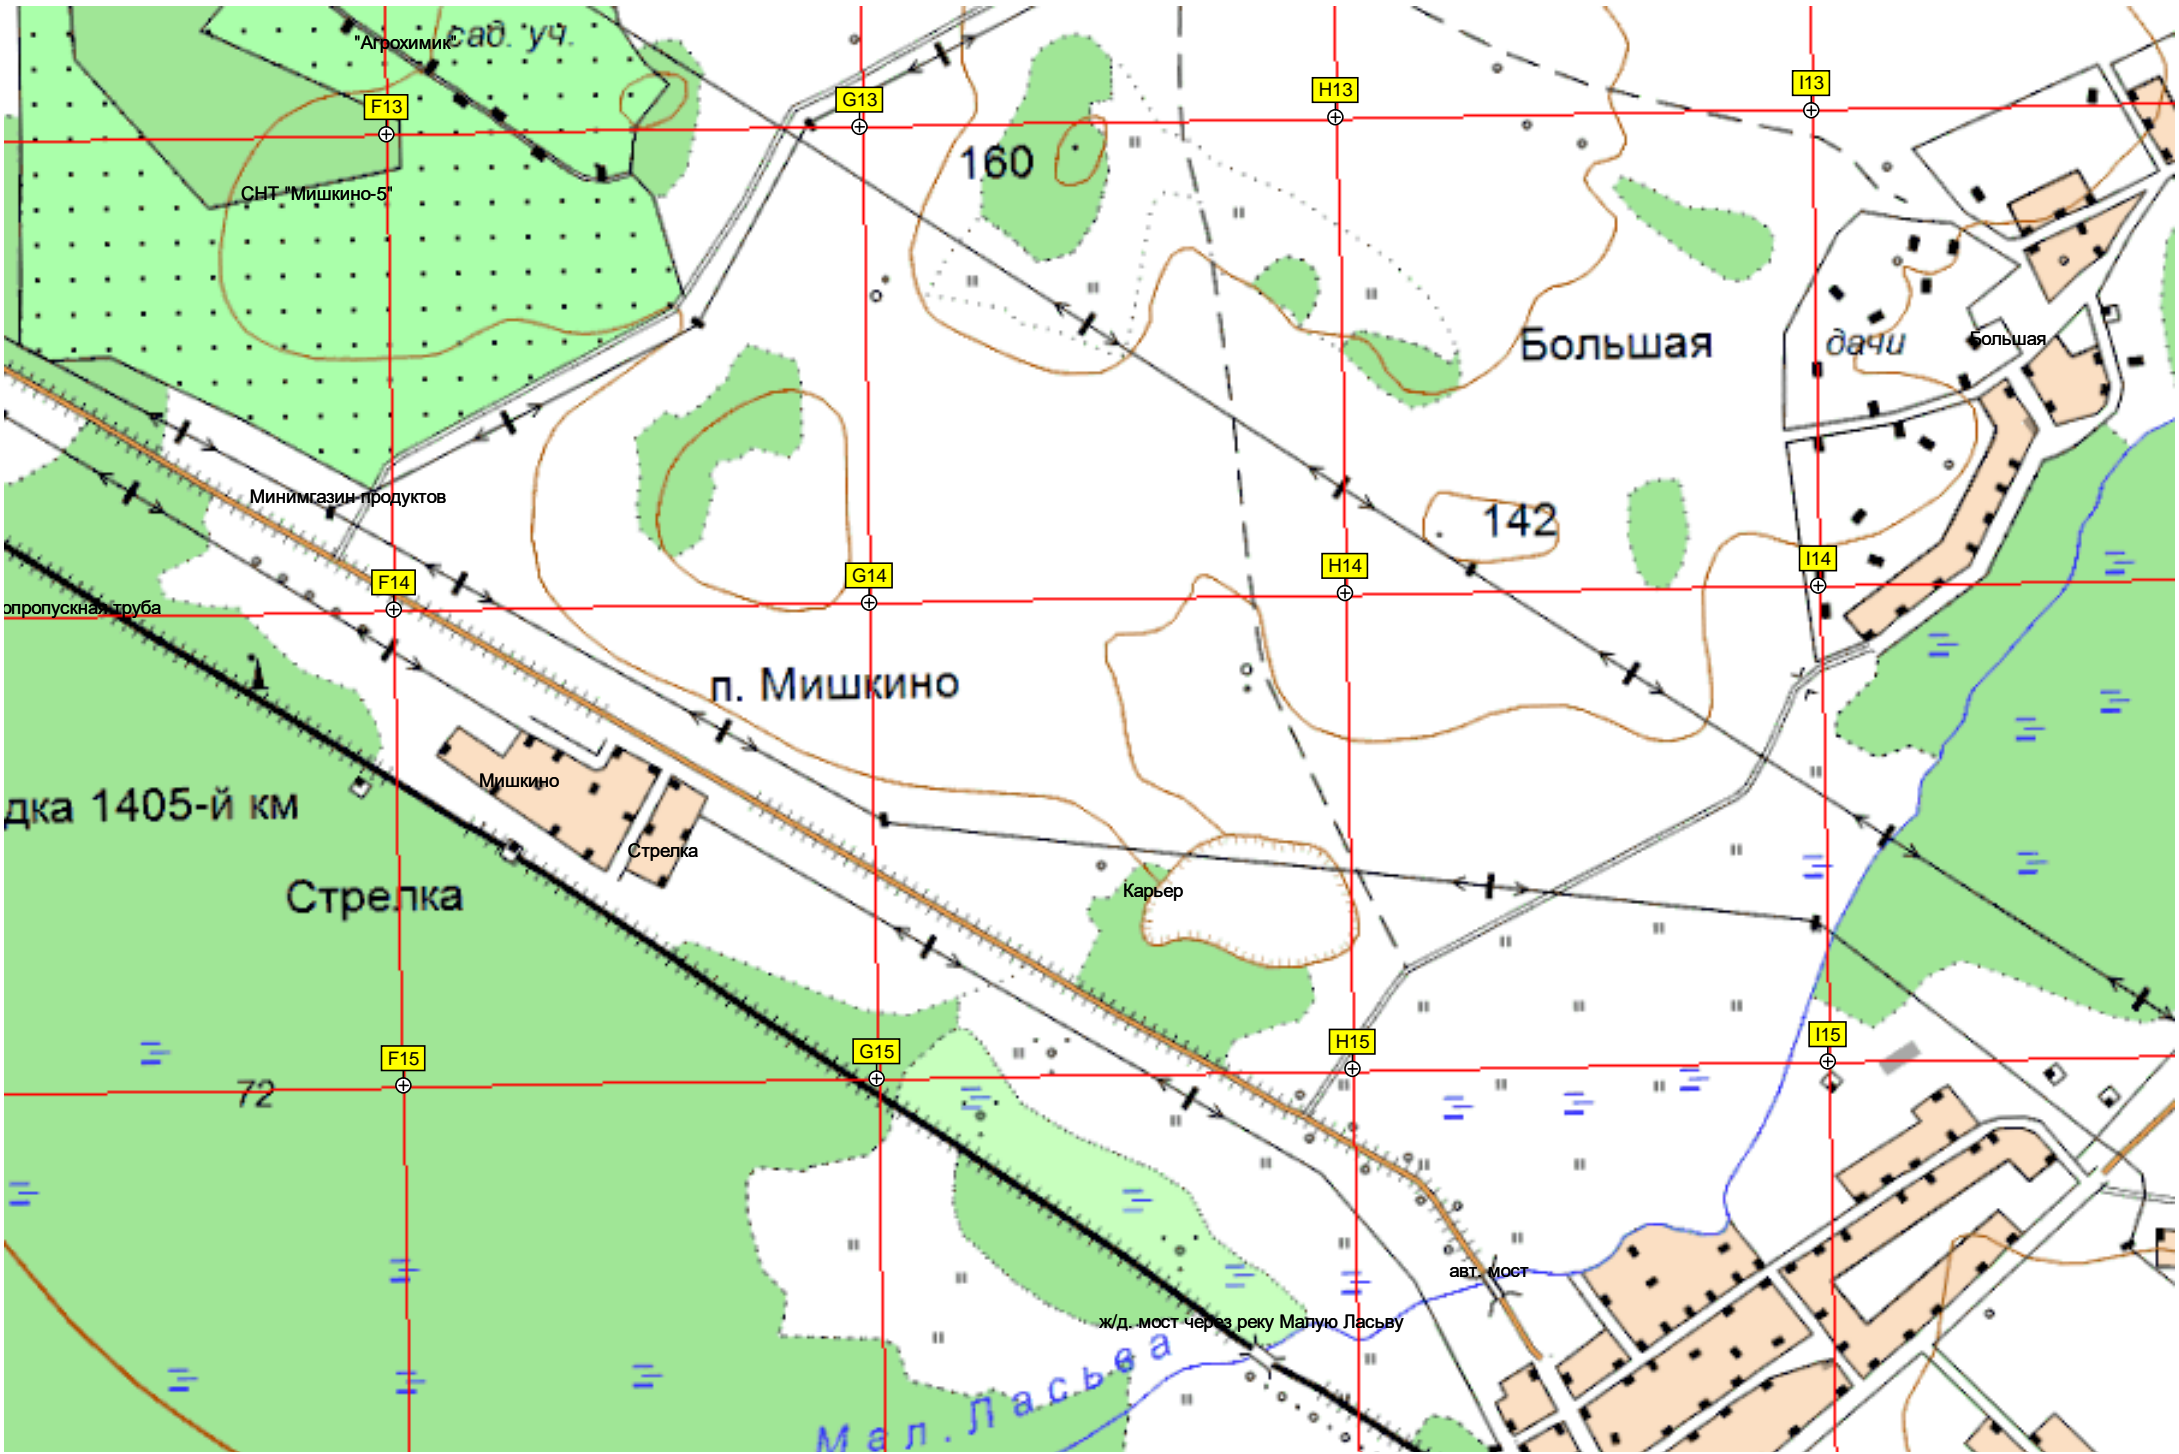 "Агрохимик"
сад. уч.
F13
G13
H13
I13
160
СНТ "Мишкино-5"
Большая
дачи
Большая
Минимгазин продуктов
142
F14
G14
H14
I14
опропускная труба
п. Мишкино
Мишкино
дка 1405-й км
Стрелка
Стрелка
Карьер
F15
G15
H15
I15
72
авт. мост
ж/д. мост через реку Малую Ласьву
Мал. Ласьва